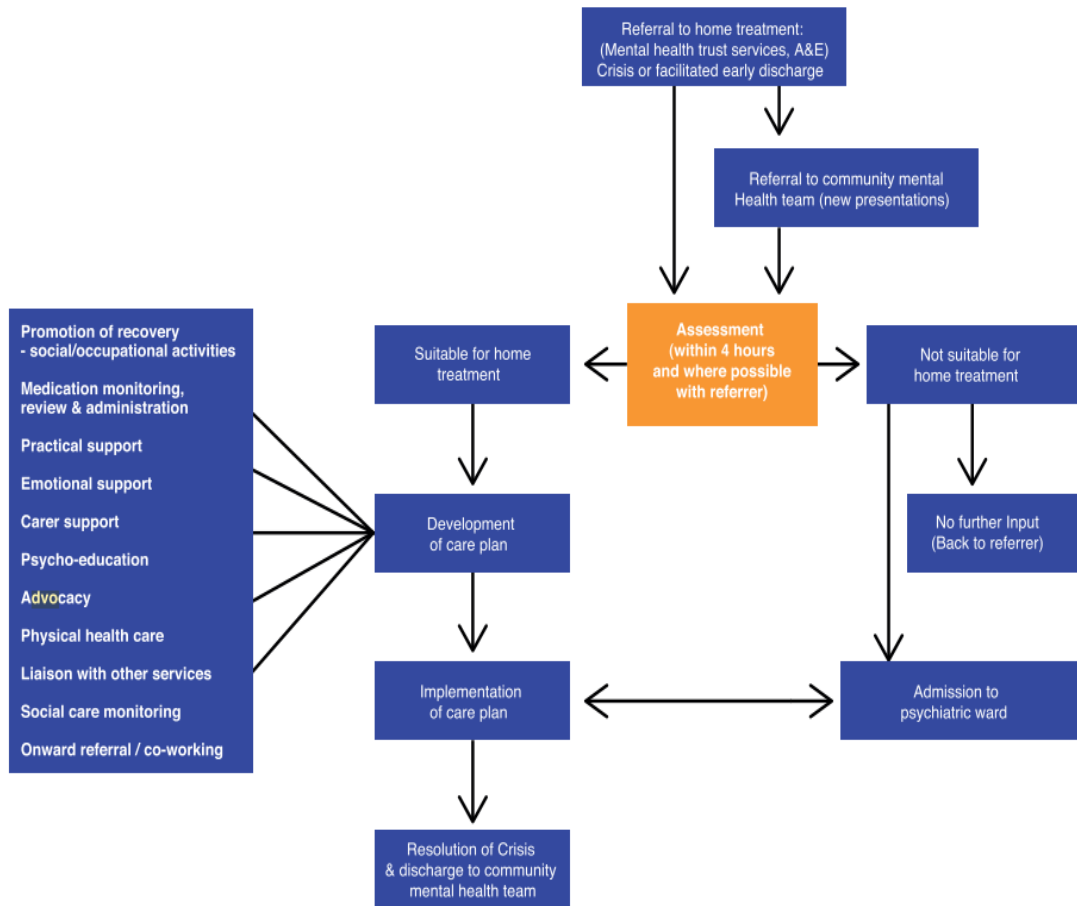 Referral to home treatment:
(Mental health trust services, A&E)
Crisis or facilitated early discharge
Referral to community mental
Health team (new presentations)
Assessment
(within 4 hours
and where possible
with referrer)
Suitable for home
treatment
Not suitable for
home treatment
Promotion of recovery
- social/occupational activities
Medication monitoring,
review & administration
Practical support
Emotional support
Carer support
Psycho-education
Advocacy
Physical health care
Liaison with other services
Social care monitoring
Onward referral / co-working
Development
of care plan
No further Input
(Back to referrer)
Implementation
of care plan
Admission to
psychiatric ward
Resolution of Crisis
& discharge to community
mental health team